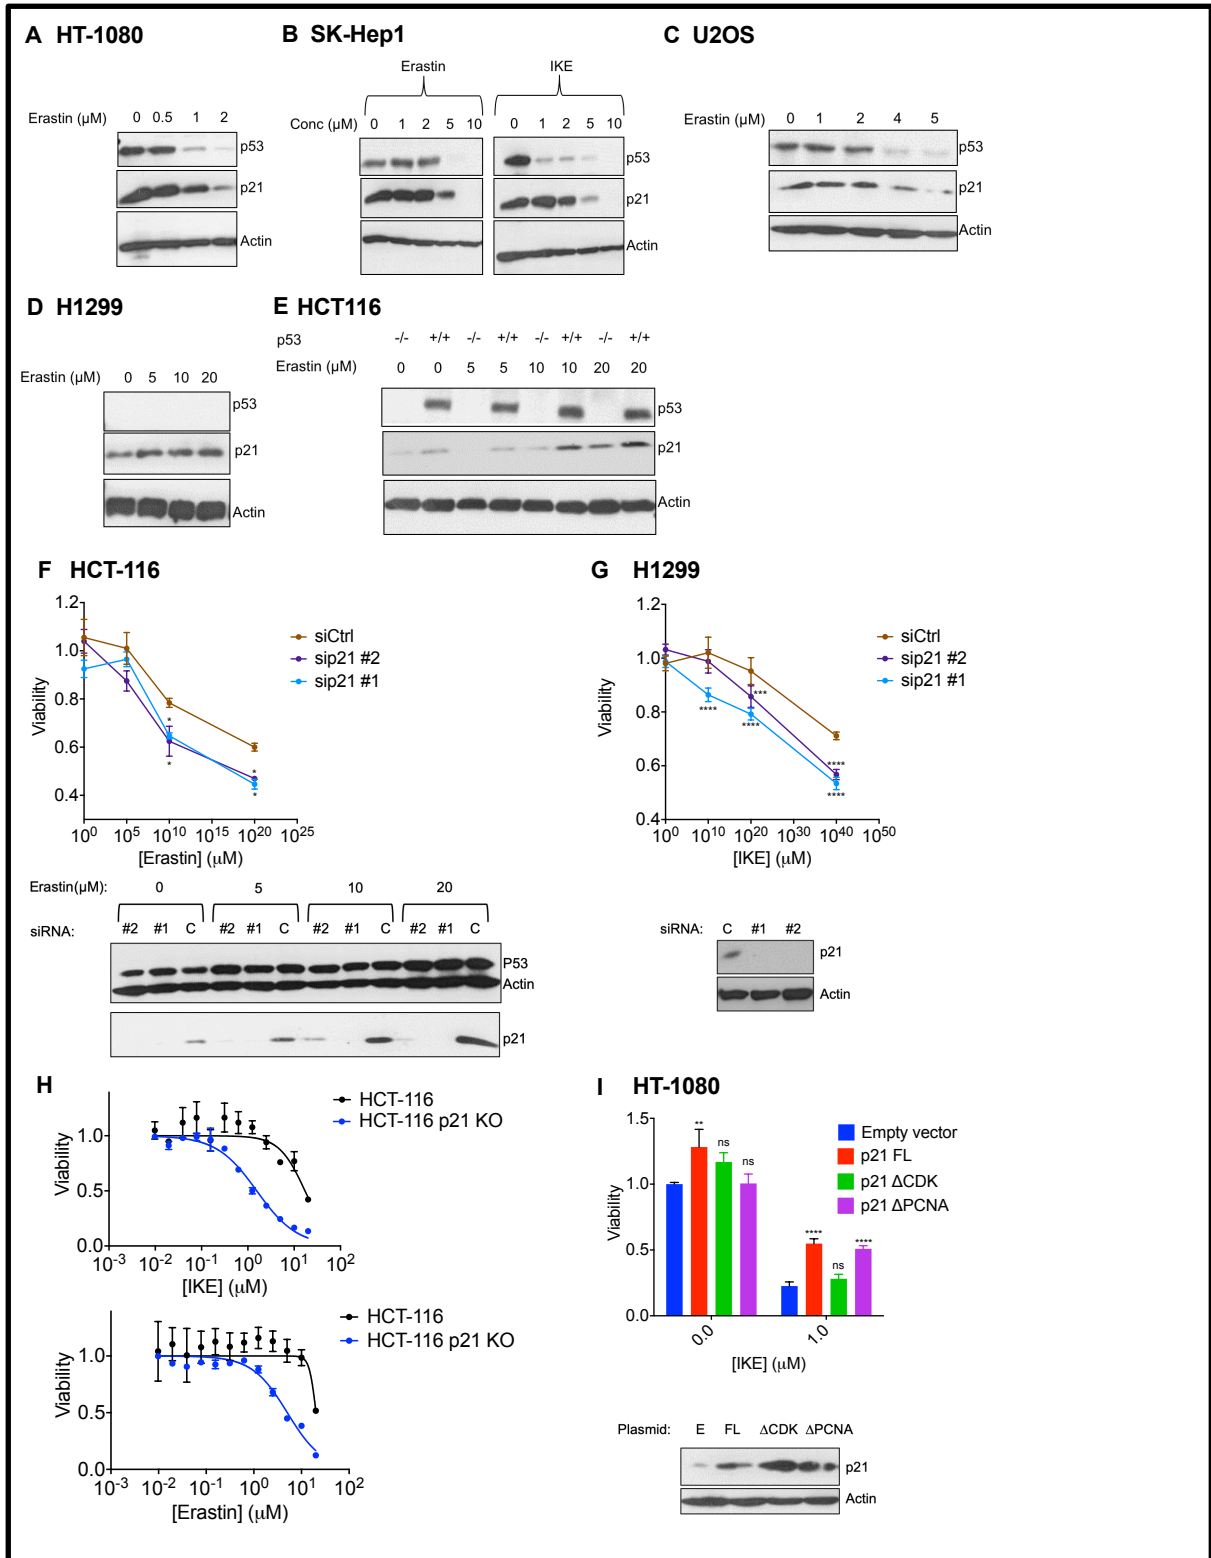 A HT-1080
B SK-Hep1
C U2OS
Erastin (µM) 0 0.5 1 2
p53
p21
Actin
Erastin IKE
Conc (µM) 0 1 2 5 10 0 1 2 5 10
p53
p21
Actin
Erastin (µM) 0 1 2 4 5
p53
p21
Actin
D H1299
Erastin (µM) 0 5 10 20
p53
p21
Actin
E HCT116
p53 -/- +/+ -/- +/+ -/- +/+ -/- +/+
Erastin (µM) 0 0 5 5 10 10 20 20
p53
p21
Actin
F HCT-116
1.2
1.0
0.8
0.6
0.4
Viability
siCtrl
sip21 #2
sip21 #1
*
*
*
*
10⁰ 10⁵ 10¹⁰ 10¹⁵ 10²⁰ 10²⁵
[Erastin] (µM)
Erastin(µM): 0 5 10 20
siRNA: #2 #1 C #2 #1 C #2 #1 C #2 #1 C
P53
Actin
p21
G H1299
1.2
1.0
0.8
0.6
0.4
Viability
siCtrl
sip21 #2
sip21 #1
***
****
****
****
****
10⁰ 10¹⁰ 10²⁰ 10³⁰ 10⁴⁰ 10⁵⁰
[IKE] (µM)
siRNA: C #1 #2
p21
Actin
H
HCT-116
HCT-116 p21 KO
1.0
0.5
0.0
Viability
10⁻³ 10⁻² 10⁻¹ 10⁰ 10¹ 10²
[IKE] (µM)
HCT-116
HCT-116 p21 KO
1.0
0.5
0.0
Viability
10⁻³ 10⁻² 10⁻¹ 10⁰ 10¹ 10²
[Erastin] (µM)
I HT-1080
1.5
1.0
0.5
0.0
Viability
** ns ns
**** ns ****
Empty vector
p21 FL
p21 ΔCDK
p21 ΔPCNA
0.0 1.0
[IKE] (µM)
Plasmid: E FL ΔCDK ΔPCNA
p21
Actin